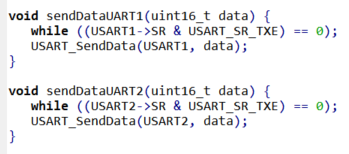 void sendDataUART1(uint16_t data) {
while ((USART1->SR & USART_SR_TXE) == 0);
USART_SendData(USART1, data);
}
void sendDataUART2(uint16_t data) {
while ((USART2->SR & USART_SR_TXE) == 0);
USART_SendData(USART2, data);
}